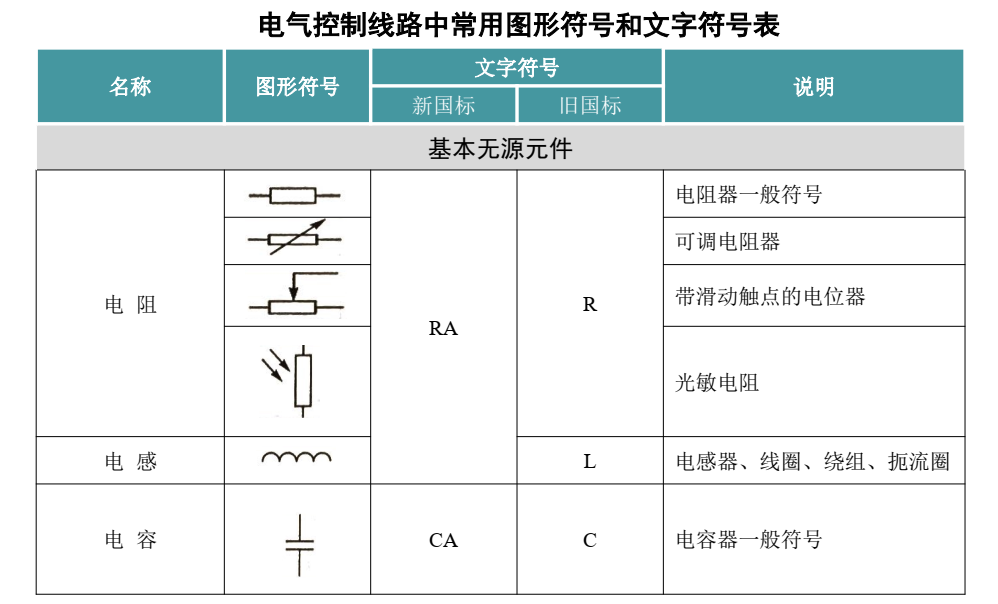 电气控制线路中常用图形符号和文字符号表
名称 图形符号 文字符号 说明
新国标 旧国标
基本无源元件
电阻器一般符号
可调电阻器
电 阻 RA R 带滑动触点的电位器
光敏电阻
电 感 L 电感器、线圈、绕组、扼流圈
电 容 CA C 电容器一般符号